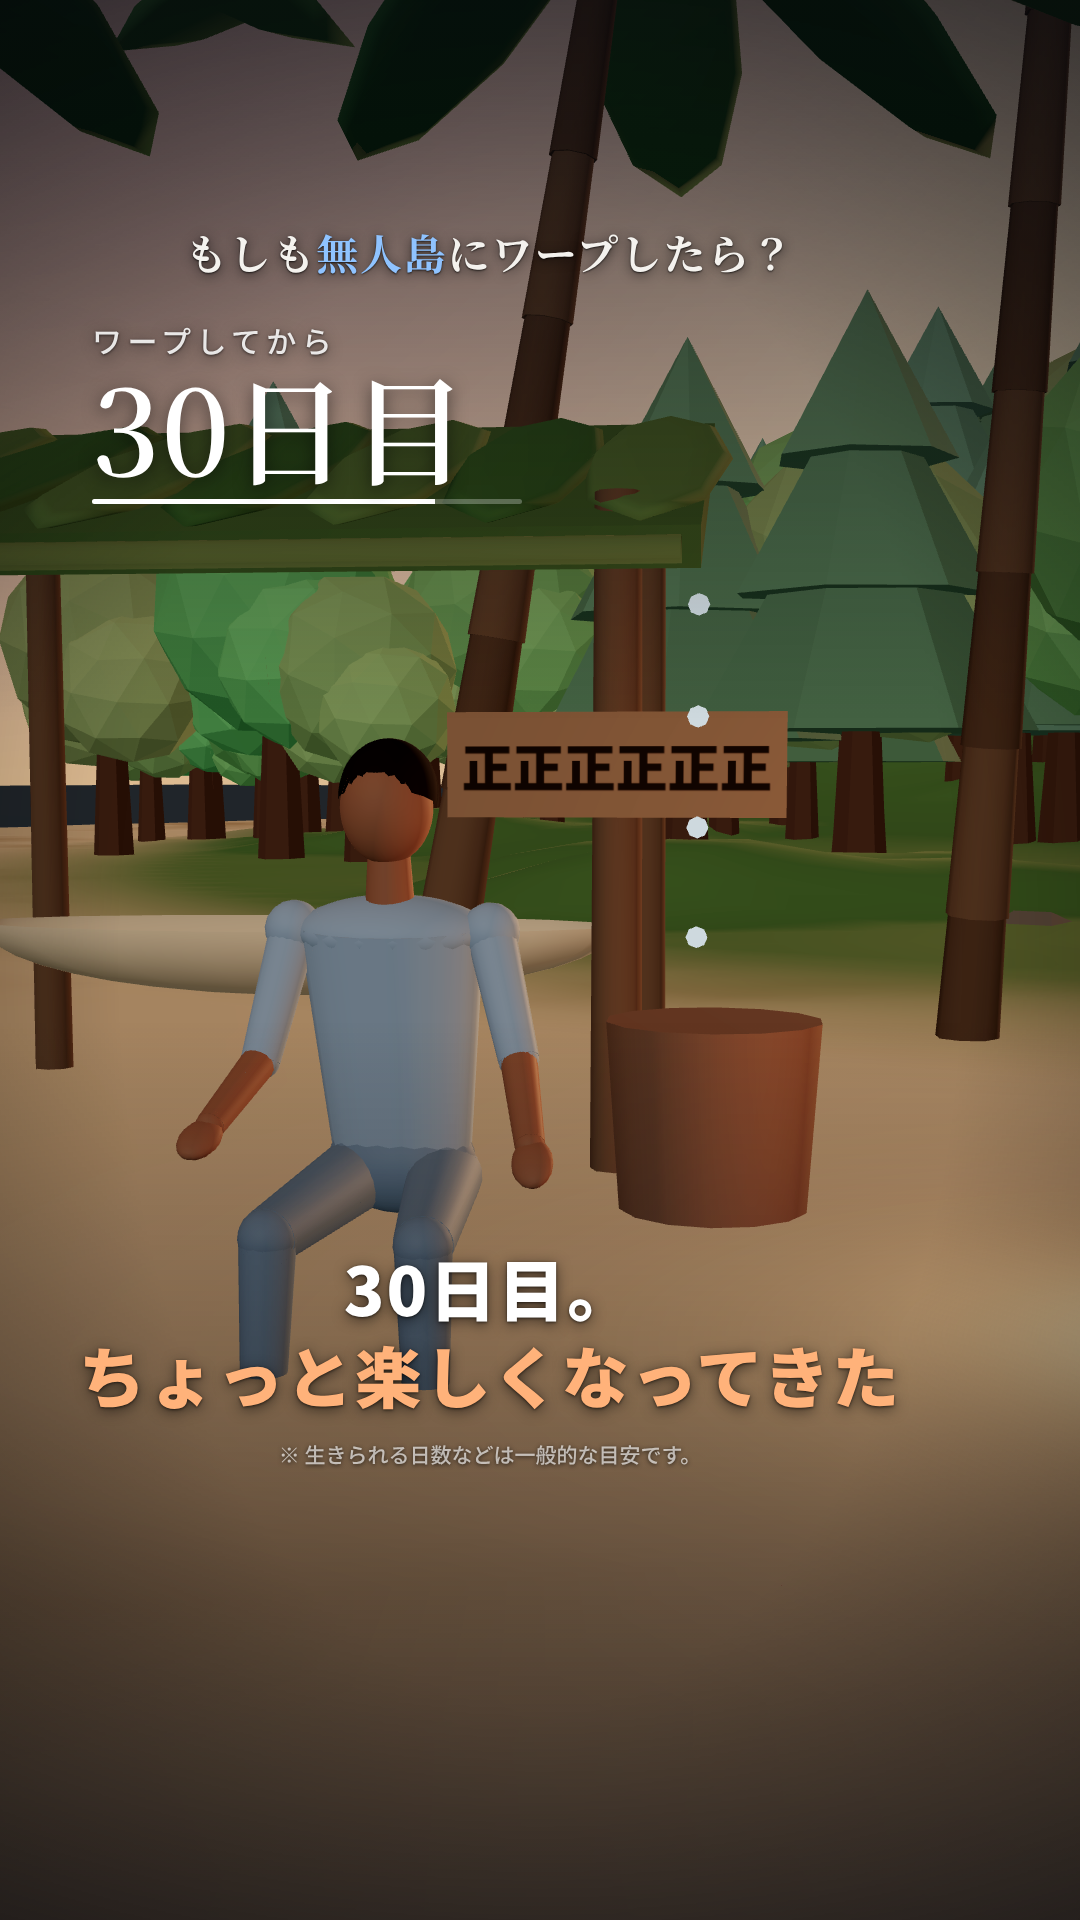 もしも無人島にワープしたら？
ワープしてから
30日目
正正正正正正
30日目。
ちょっと楽しくなってきた
※ 生きられる日数などは一般的な目安です。